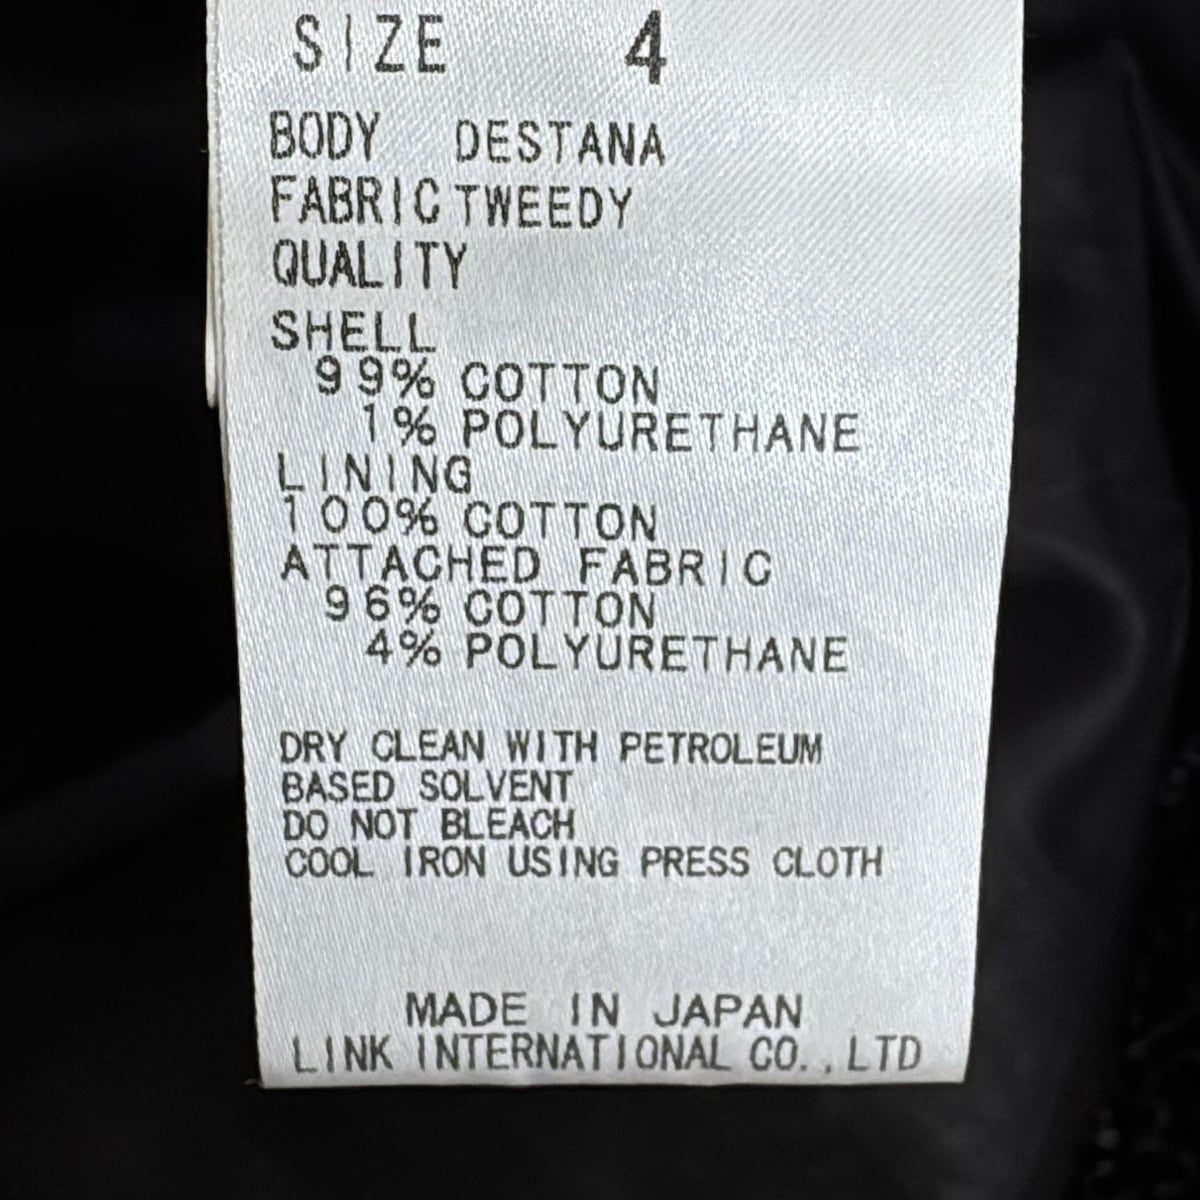 SIZE 4
BODY DESTANA
FABRIC TWEEDY
QUALITY
SHELL
99% COTTON
1% POLYURETHANE
LINING
100% COTTON
ATTACHED FABRIC
96% COTTON
4% POLYURETHANE
DRY CLEAN WITH PETROLEUM
BASED SOLVENT
DO NOT BLEACH
COOL IRON USING PRESS CLOTH
MADE IN JAPAN
LINK INTERNATIONAL CO.,LTD